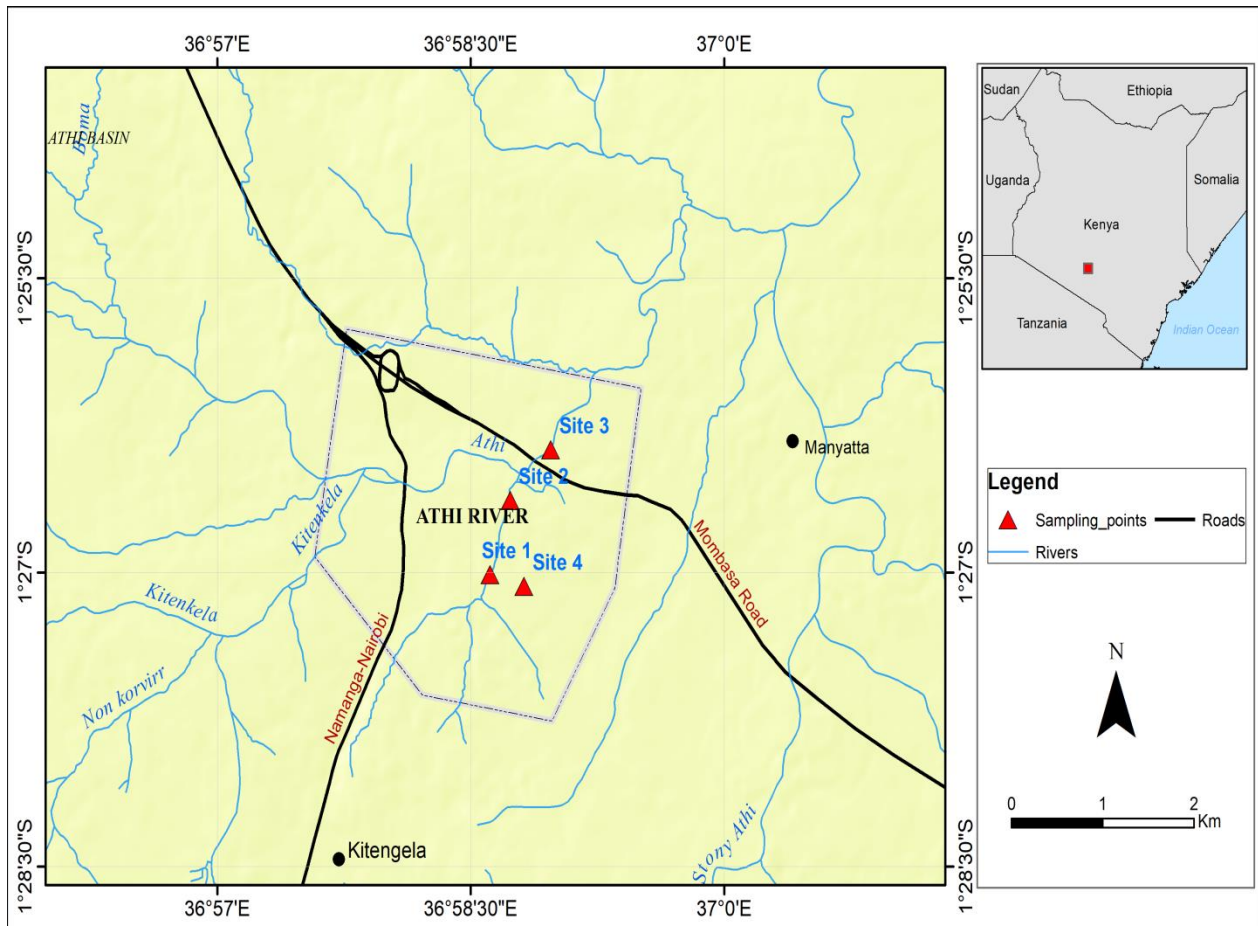 36°57'E
36°58'30"E
37°0'E
Boma
ATHI BASIN
1°25'30"S
1°25'30"S
Site 3
Athi
Manyatta
Site 2
ATHI RIVER
Kitenkela
Site 1
Site 4
1°27'S
1°27'S
Kitenkela
Mombasa Road
Namanga-Nairobi
Non korvirr
Stony Athi
Kitengela
1°28'30"S
1°28'30"S
36°57'E
36°58'30"E
37°0'E
Sudan
Ethiopia
Uganda
Somalia
Kenya
Tanzania
Indian Ocean
Legend
Sampling_points
Roads
Rivers
N
0 1 2
Km